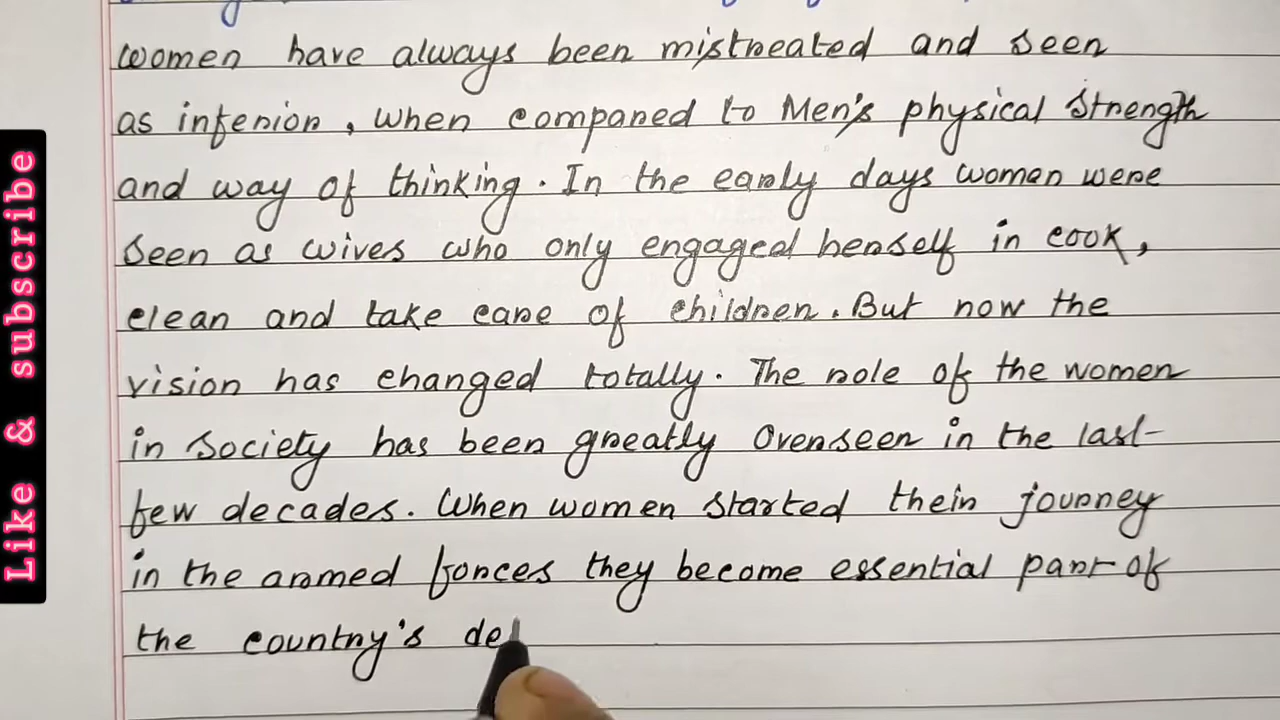 women have always been mistreated and seen
as inferior, when compared to Men's physical strength
and way of thinking. In the early days women were
seen as wives who only engaged herself in cook,
clean and take care of children. But now the
vision has changed totally. The role of the women
in society has been greatly Overseen in the last
few decades. When women started their journey
in the armed forces they become essential part of
the country's de
Like & subscribe